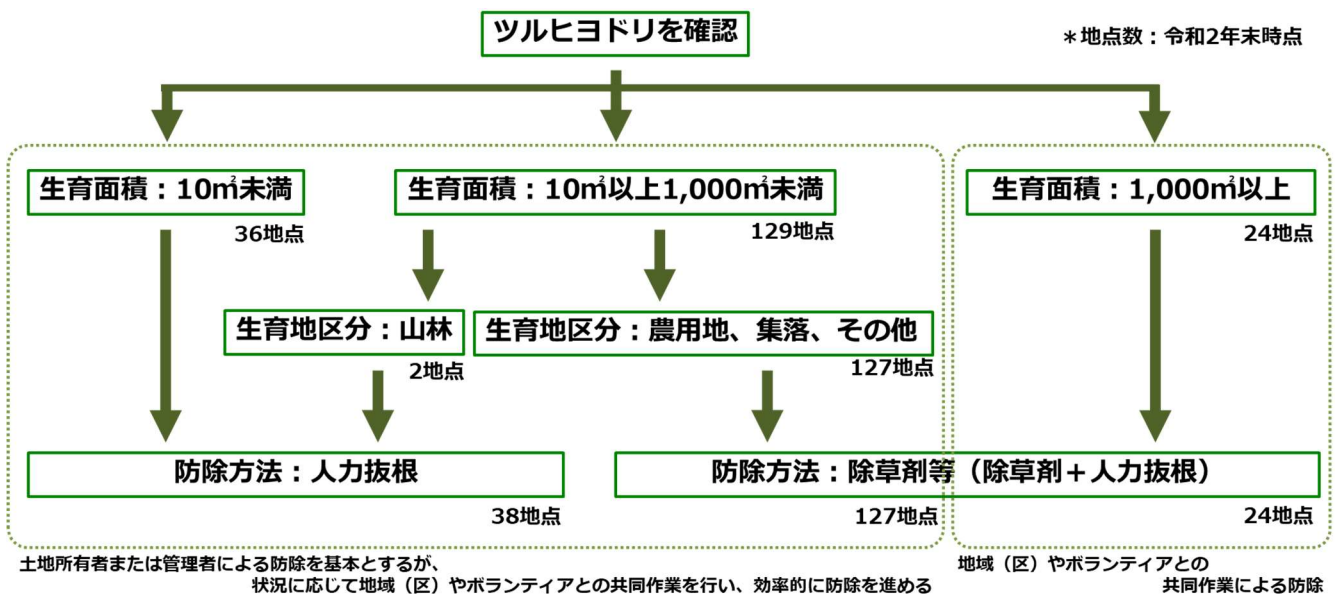 ツルヒヨドリを確認
＊地点数：令和2年末時点
生育面積：10㎡未満
36地点
生育面積：10㎡以上1,000㎡未満
129地点
生育面積：1,000㎡以上
24地点
生育地区分：山林
2地点
生育地区分：農用地、集落、その他
127地点
防除方法：人力抜根
38地点
防除方法：除草剤等（除草剤＋人力抜根）
127地点
24地点
土地所有者または管理者による防除を基本とするが、
状況に応じて地域（区）やボランティアとの共同作業を行い、効率的に防除を進める
地域（区）やボランティアとの
共同作業による防除